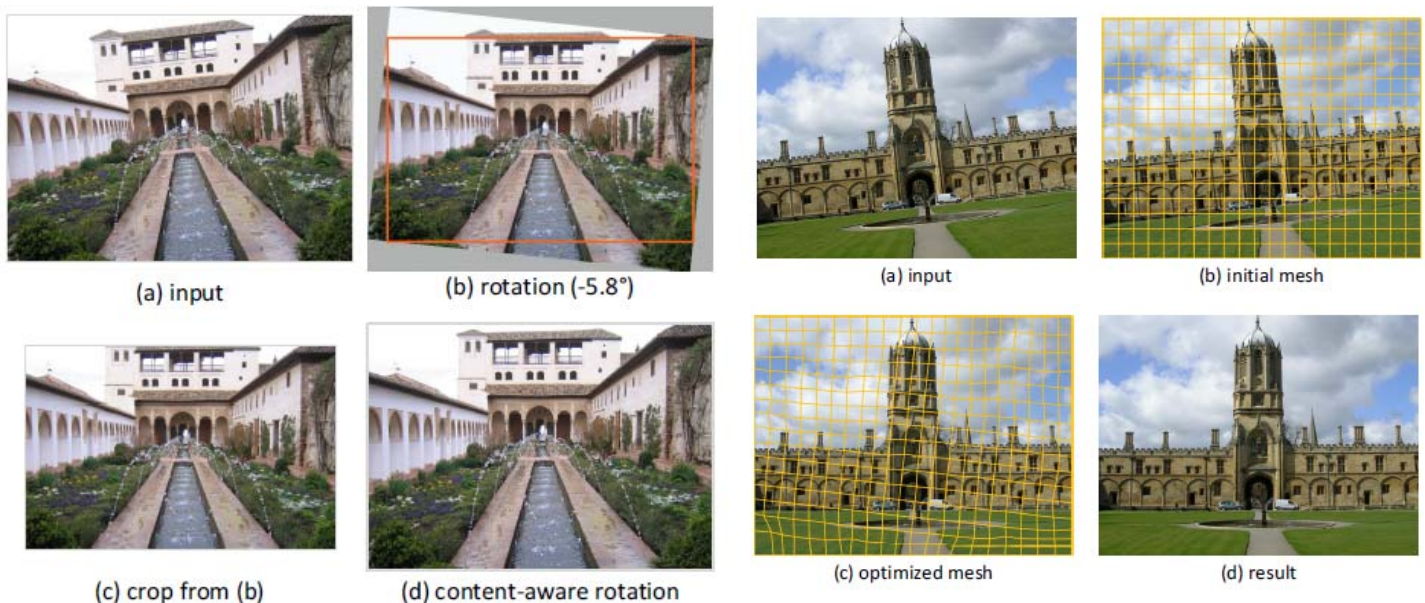 (a) input
(b) rotation (-5.8°)
(c) crop from (b)
(d) content-aware rotation
(a) input
(b) initial mesh
(c) optimized mesh
(d) result